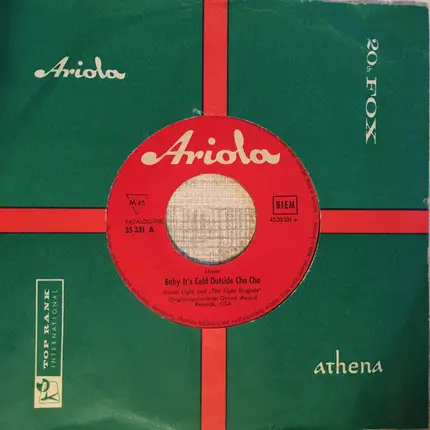 Ariola
20th FOX
Ariola
M 45
BIEM
KATALOG-NR.
35 331 A
45-35 331
Baby It's Cold Outside Cha Cha
Enoch Light und „The Light Brigade"
Originalaufnahme Grand Award
Records, USA
TOP RANK
INTERNATIONAL
athena